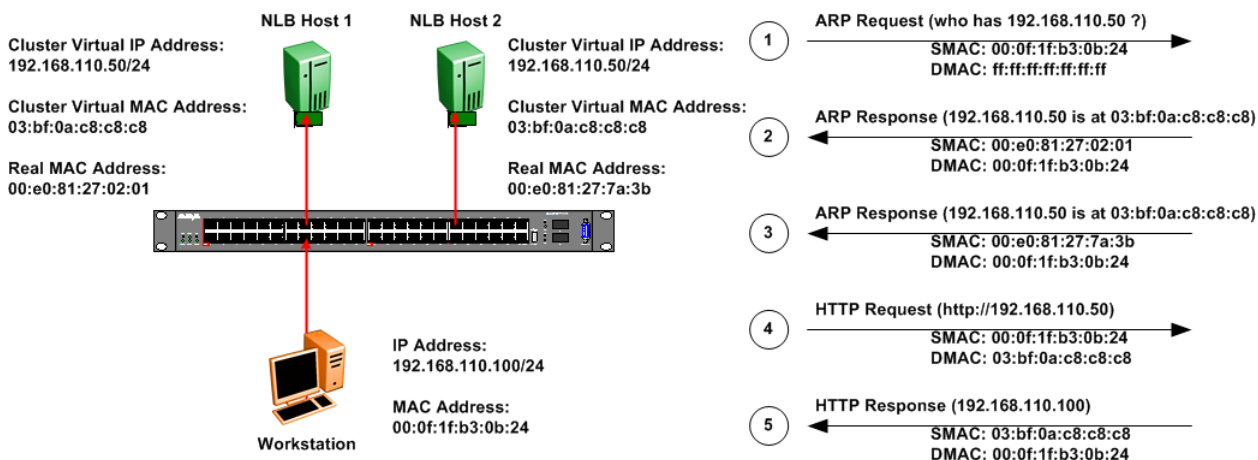 NLB Host 1
Cluster Virtual IP Address:
192.168.110.50/24
Cluster Virtual MAC Address:
03:bf:0a:c8:c8:c8
Real MAC Address:
00:e0:81:27:02:01
NLB Host 2
Cluster Virtual IP Address:
192.168.110.50/24
Cluster Virtual MAC Address:
03:bf:0a:c8:c8:c8
Real MAC Address:
00:e0:81:27:7a:3b
AVAYA
IP Address:
192.168.110.100/24
MAC Address:
00:0f:1f:b3:0b:24
Workstation
1
ARP Request (who has 192.168.110.50 ?)
SMAC: 00:0f:1f:b3:0b:24
DMAC: ff:ff:ff:ff:ff:ff:ff
2
ARP Response (192.168.110.50 is at 03:bf:0a:c8:c8:c8)
SMAC: 00:e0:81:27:02:01
DMAC: 00:0f:1f:b3:0b:24
3
ARP Response (192.168.110.50 is at 03:bf:0a:c8:c8:c8)
SMAC: 00:e0:81:27:7a:3b
DMAC: 00:0f:1f:b3:0b:24
4
HTTP Request (http://192.168.110.50)
SMAC: 00:0f:1f:b3:0b:24
DMAC: 03:bf:0a:c8:c8:c8
5
HTTP Response (192.168.110.100)
SMAC: 03:bf:0a:c8:c8:c8
DMAC: 00:0f:1f:b3:0b:24